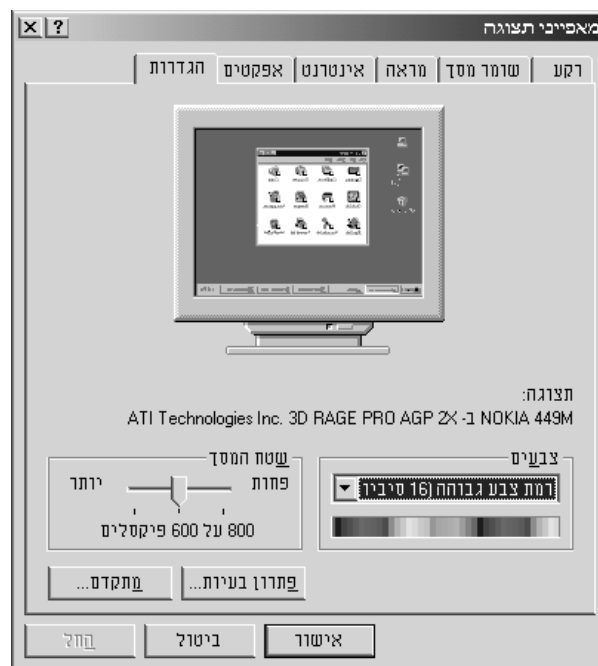 מאפייני תצוגה
רקע שומר מסך מראה אינטרנט אפקטים הגדרות
תצוגה:
ATI Technologies Inc. 3D RAGE PRO AGP 2X ב- NOKIA 449M
צבעים
רמת צבע גבוהה (16 סיביו
שטח המסך
פחות יותר
800 על 600 פיקסלים
פתרון בעיות... מתקדם...
אישור ביטול החל